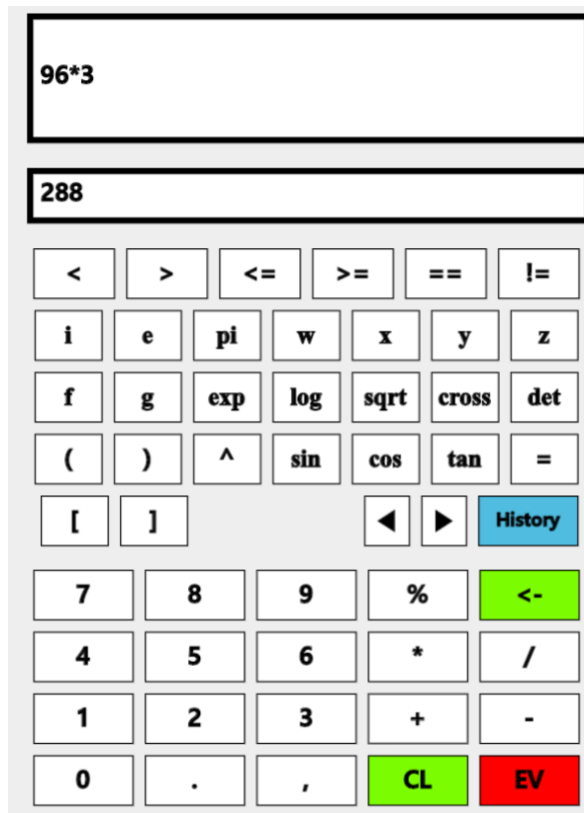 96*3
288
< > <= >= == !=
i e pi w x y z
f g exp log sqrt cross det
( ) ^ sin cos tan =
[ ] ◀ ▶ History
7 8 9 % <-
4 5 6 * /
1 2 3 + -
0 . , CL EV